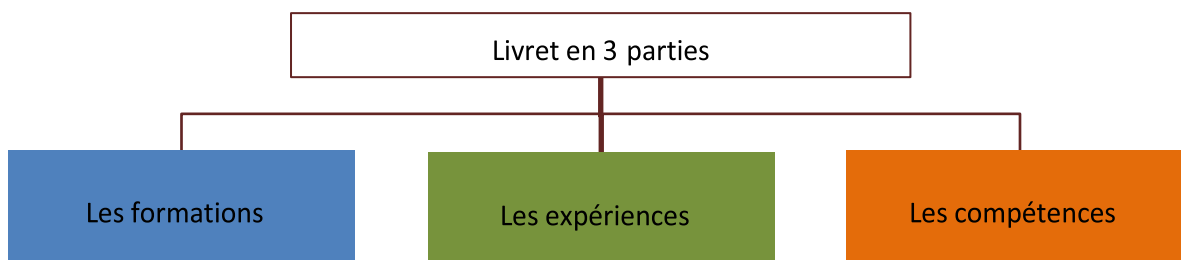 Livret en 3 parties
Les formations
Les expériences
Les compétences